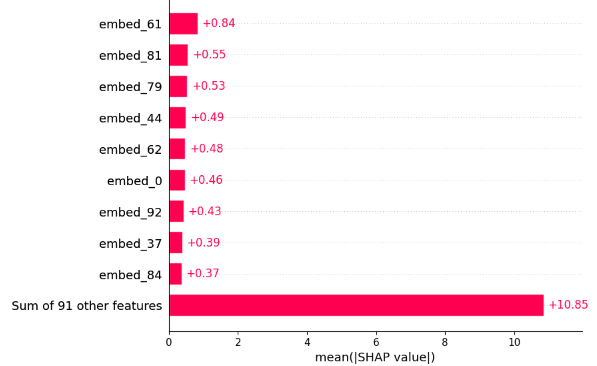 embed_61 +0.84
embed_81 +0.55
embed_79 +0.53
embed_44 +0.49
embed_62 +0.48
embed_0 +0.46
embed_92 +0.43
embed_37 +0.39
embed_84 +0.37
Sum of 91 other features +10.85
0 2 4 6 8 10
mean(|SHAP value|)